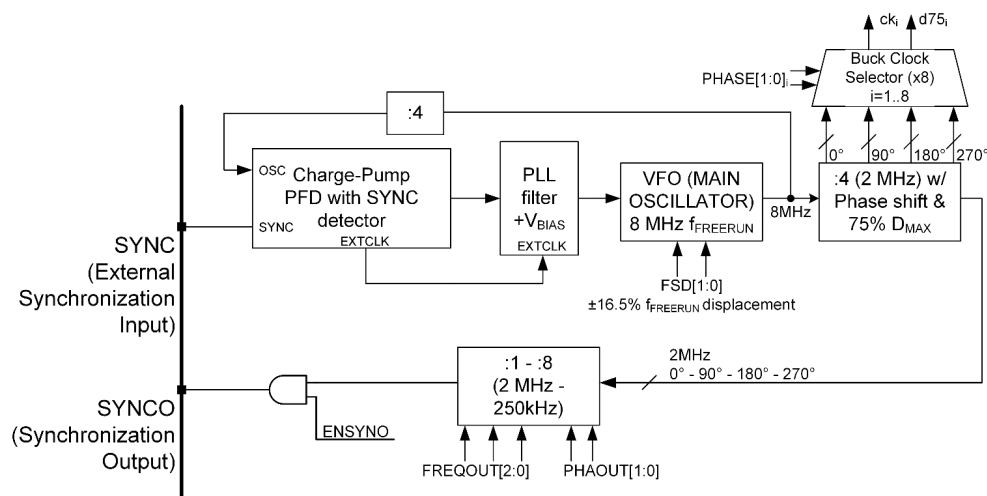 ckᵢ d75ᵢ
Buck Clock
Selector (x8)
i=1..8
PHASE[1:0]ᵢ
0° 90° 180° 270°
:4
OSC
Charge-Pump
PFD with SYNC
detector
SYNC
EXTCLK
PLL
filter
+V_BIAS
EXTCLK
VFO (MAIN
OSCILLATOR)
8 MHz f_FREERUN
8MHz
:4 (2 MHz) w/
Phase shift &
75% D_MAX
FSD[1:0]
±16.5% f_FREERUN displacement
SYNC
(External
Synchronization
Input)
:1 - :8
(2 MHz -
250kHz)
2MHz
0° - 90° - 180° - 270°
SYNCO
(Synchronization
Output)
ENSYNO
FREQOUT[2:0]
PHAOUT[1:0]